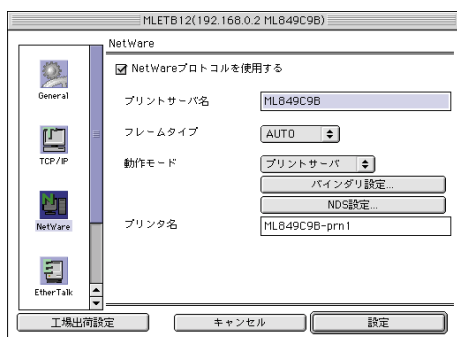 MLETB12(192.168.0.2 ML849C9B)
General
TCP/IP
NetWare
EtherTalk
NetWare
NetWareプロトコルを使用する
プリントサーバ名 ML849C9B
フレームタイプ AUTO
動作モード プリントサーバ
バインダリ設定...
NDS設定...
プリンタ名 ML849C9B-prn1
工場出荷設定 キャンセル 設定